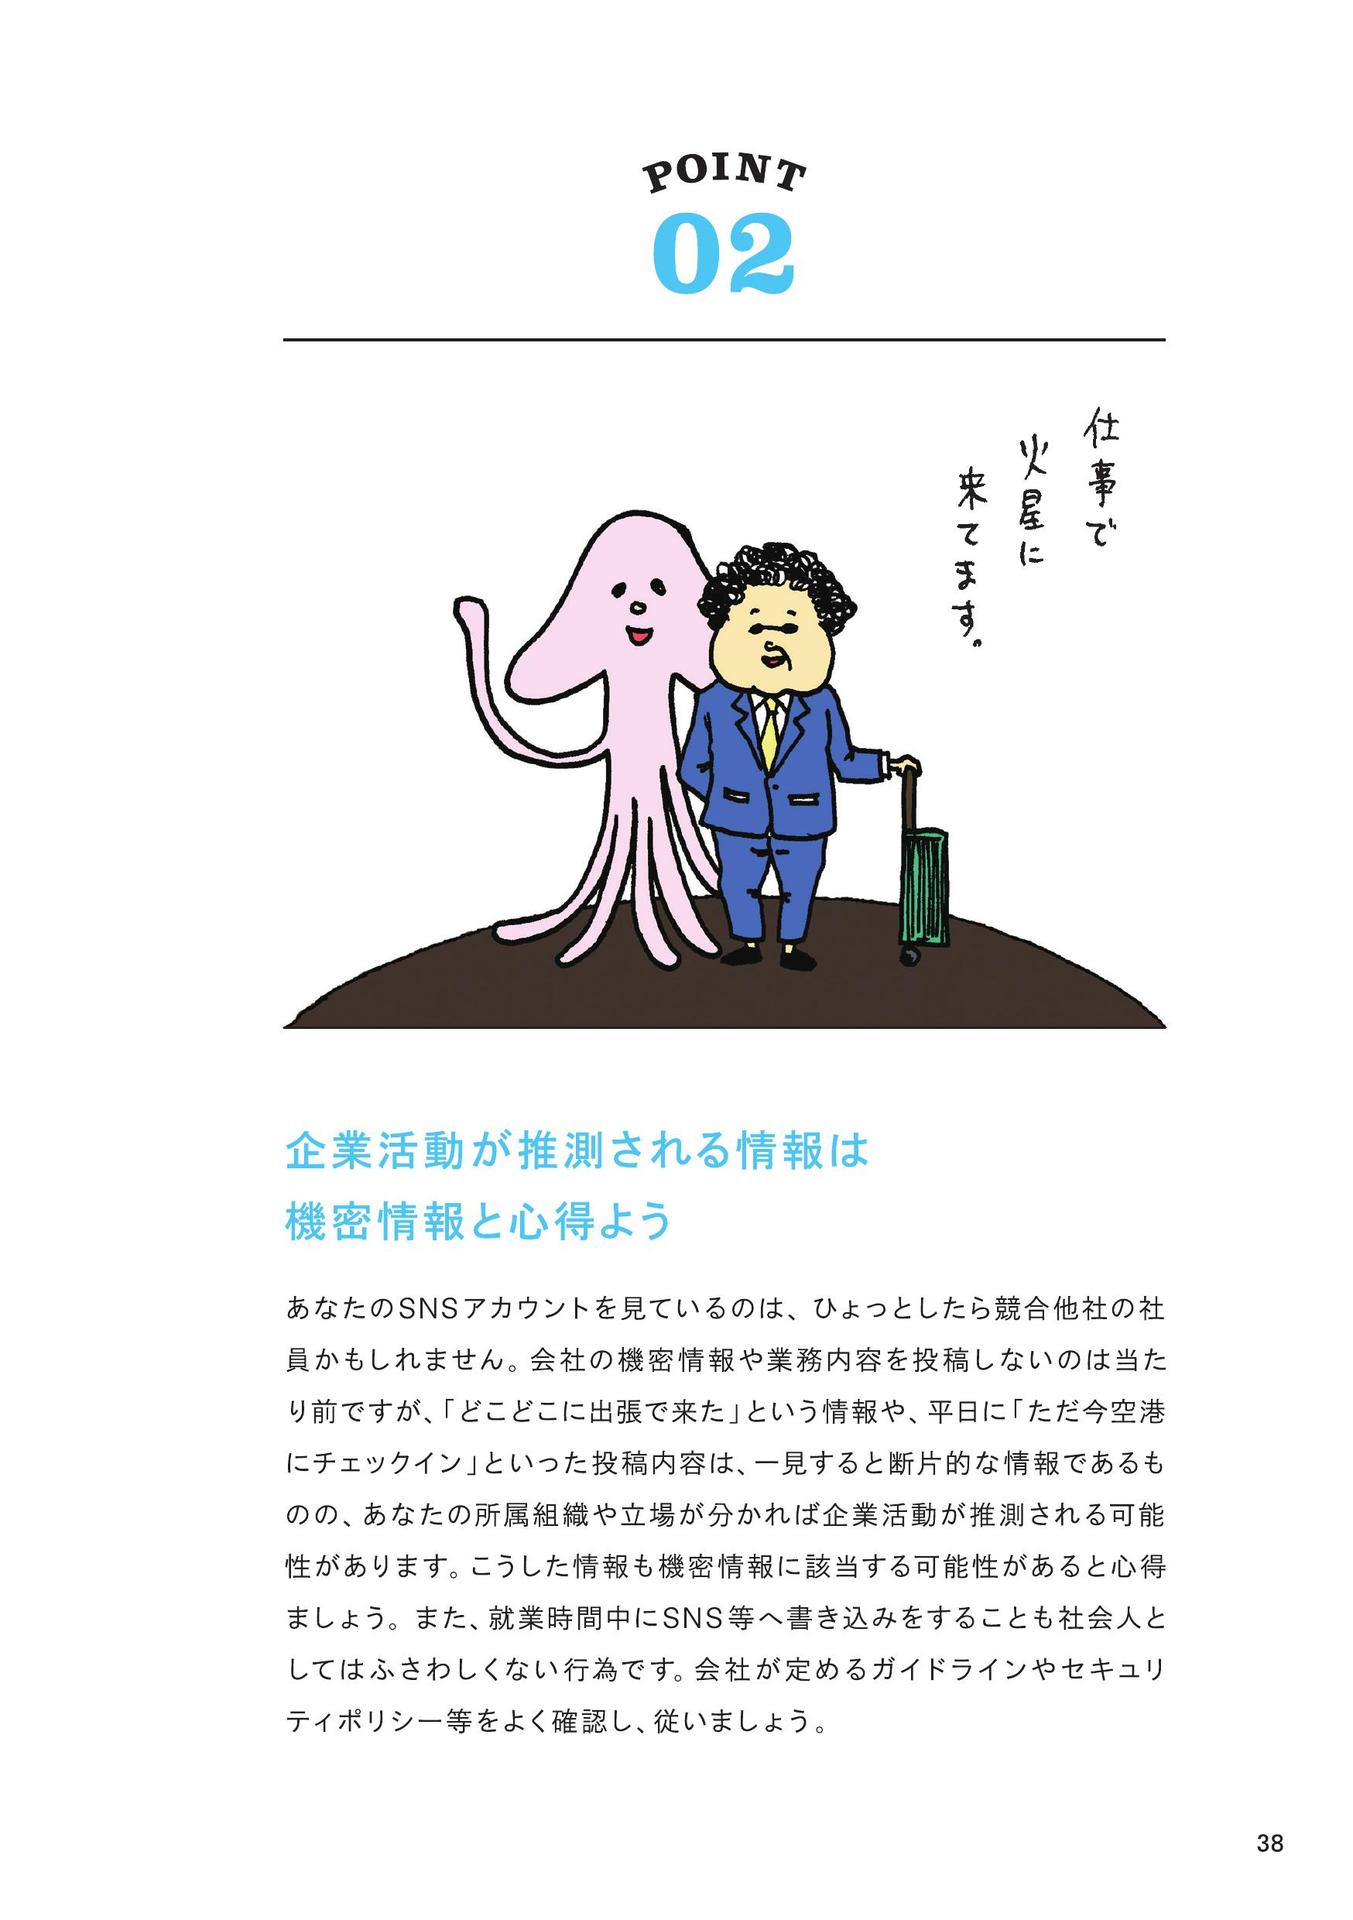 POINT
02
仕事で
火星に
来てます。
企業活動が推測される情報は
機密情報と心得よう
あなたのSNSアカウントを見ているのは、ひょっとしたら競合他社の社
員かもしれません。会社の機密情報や業務内容を投稿しないのは当た
り前ですが、「どこどこに出張で来た」という情報や、平日に「ただ今空港
にチェックイン」といった投稿内容は、一見すると断片的な情報であるも
のの、あなたの所属組織や立場が分かれば企業活動が推測される可能
性があります。こうした情報も機密情報に該当する可能性があると心得
ましょう。また、就業時間中にSNS等へ書き込みをすることも社会人と
してはふさわしくない行為です。会社が定めるガイドラインやセキュリ
ティポリシー等をよく確認し、従いましょう。
38